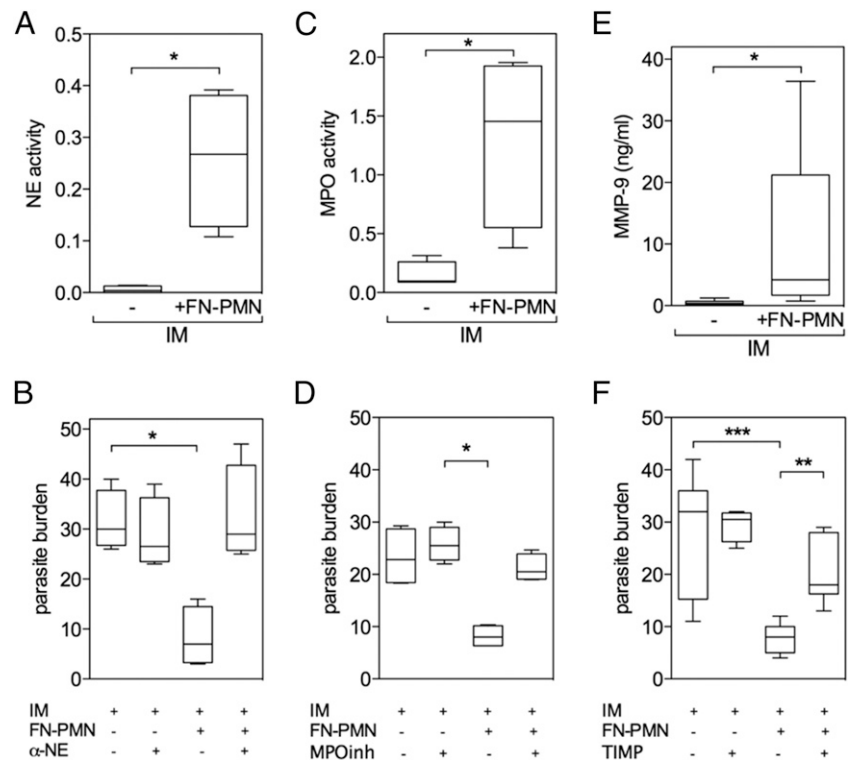 A
NE activity
0.5
0.4
0.3
0.2
0.1
0.0
*
- +FN-PMN
IM
C
MPO activity
2.0
1.5
1.0
0.5
0.0
*
- +FN-PMN
IM
E
MMP-9 (ng/ml)
40
30
20
10
0
*
- +FN-PMN
IM
B
parasite burden
50
40
30
20
10
0
*
IM + + + +
FN-PMN - - + +
α-NE - + - +
D
parasite burden
50
40
30
20
10
0
*
IM + + + +
FN-PMN - - + +
MPOinh - + - +
F
parasite burden
50
40
30
20
10
0
***
**
IM + + + +
FN-PMN - - + +
TIMP - + - +